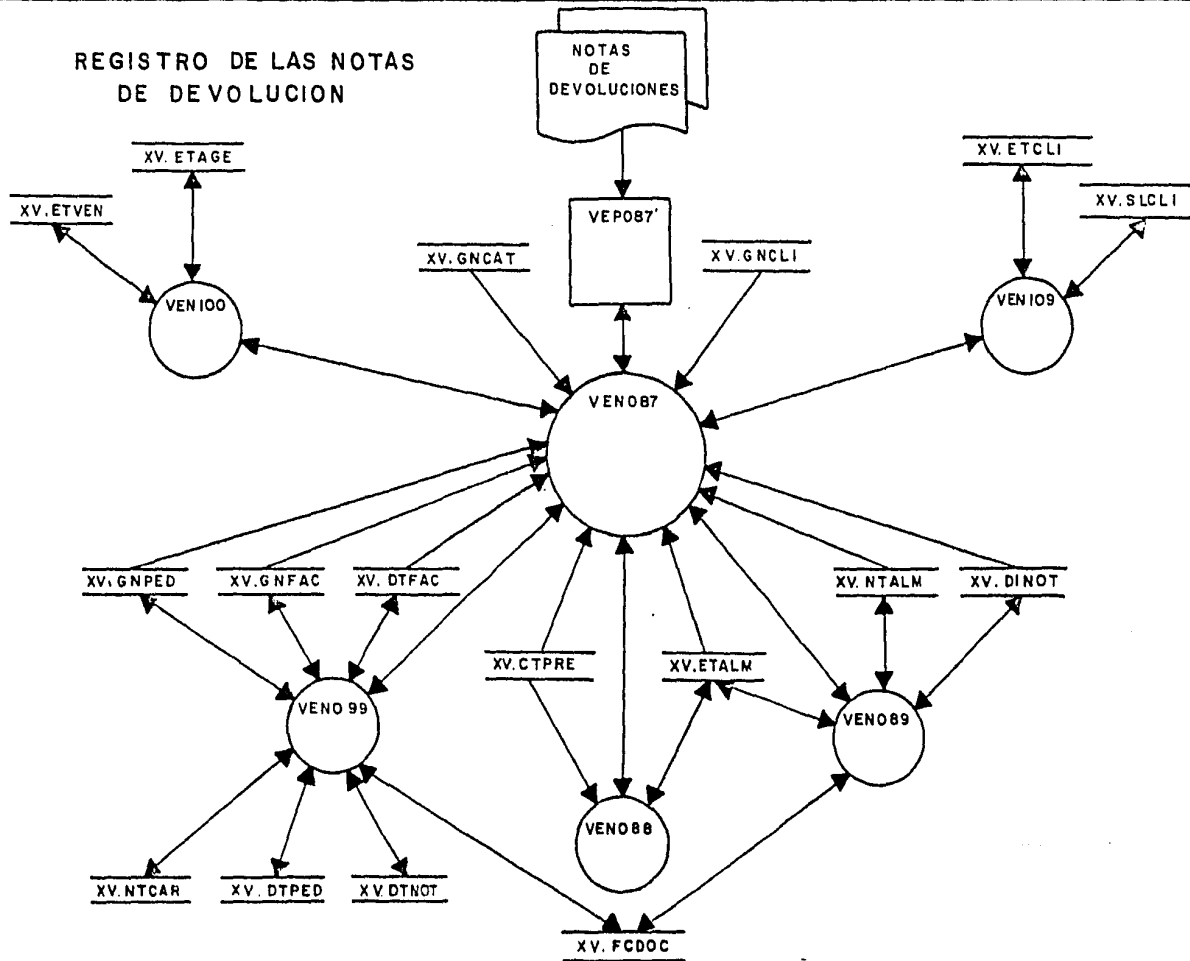 REGISTRO DE LAS NOTAS
DE DEVOLUCION
NOTAS
DE
DEVOLUCIONES
XV. ETAGE
XV. ETVEN
XV. ETCLI
XV. SLCLI
VEP087'
XV. GNCAT
XV. GNCLI
VEN100
VEN109
VEN087
XV. GNPED
XV. GNFAC
XV. DTFAC
XV. NTALM
XV. DINOT
XV. CTPRE
XV. ETALM
VEN099
VEN089
VEN088
XV. NTCAR
XV. DTPED
XV. DTNOT
XV. FCDOC